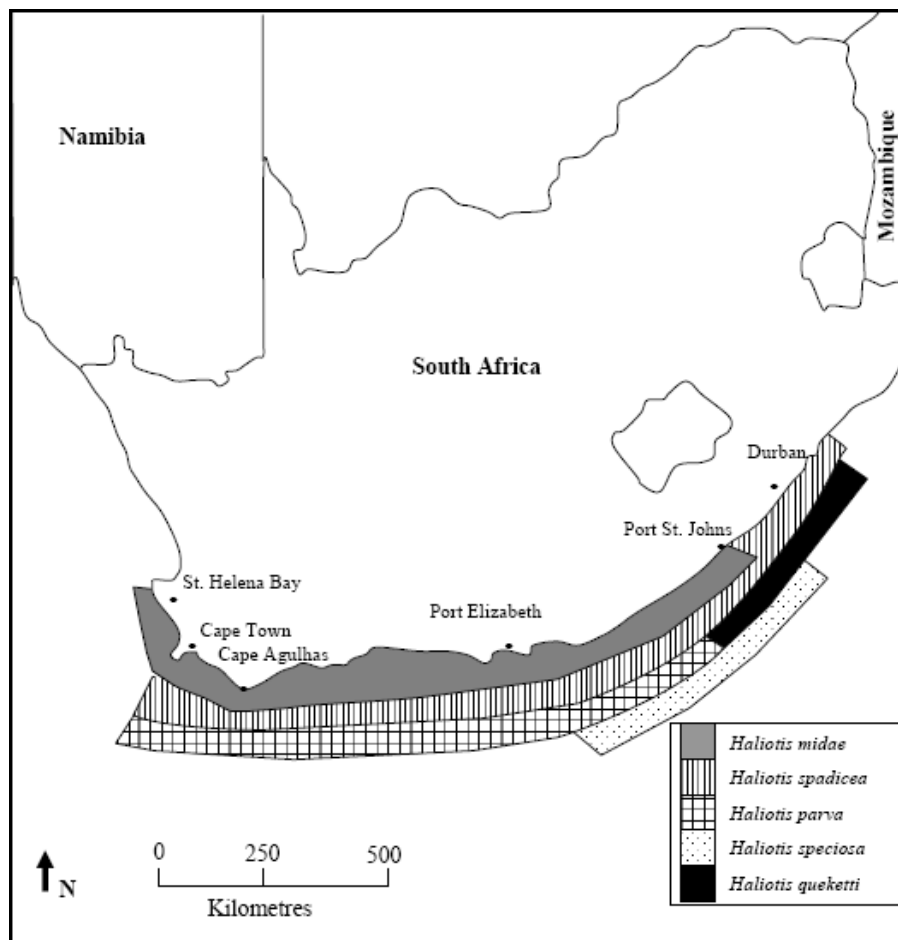 Namibia
Mozambique
South Africa
Durban
Port St. Johns
St. Helena Bay
Port Elizabeth
Cape Town
Cape Agulhas
Haliotis midae
Haliotis spadicea
Haliotis parva
Haliotis speciosa
Haliotis queketti
0 250 500
Kilometres
N